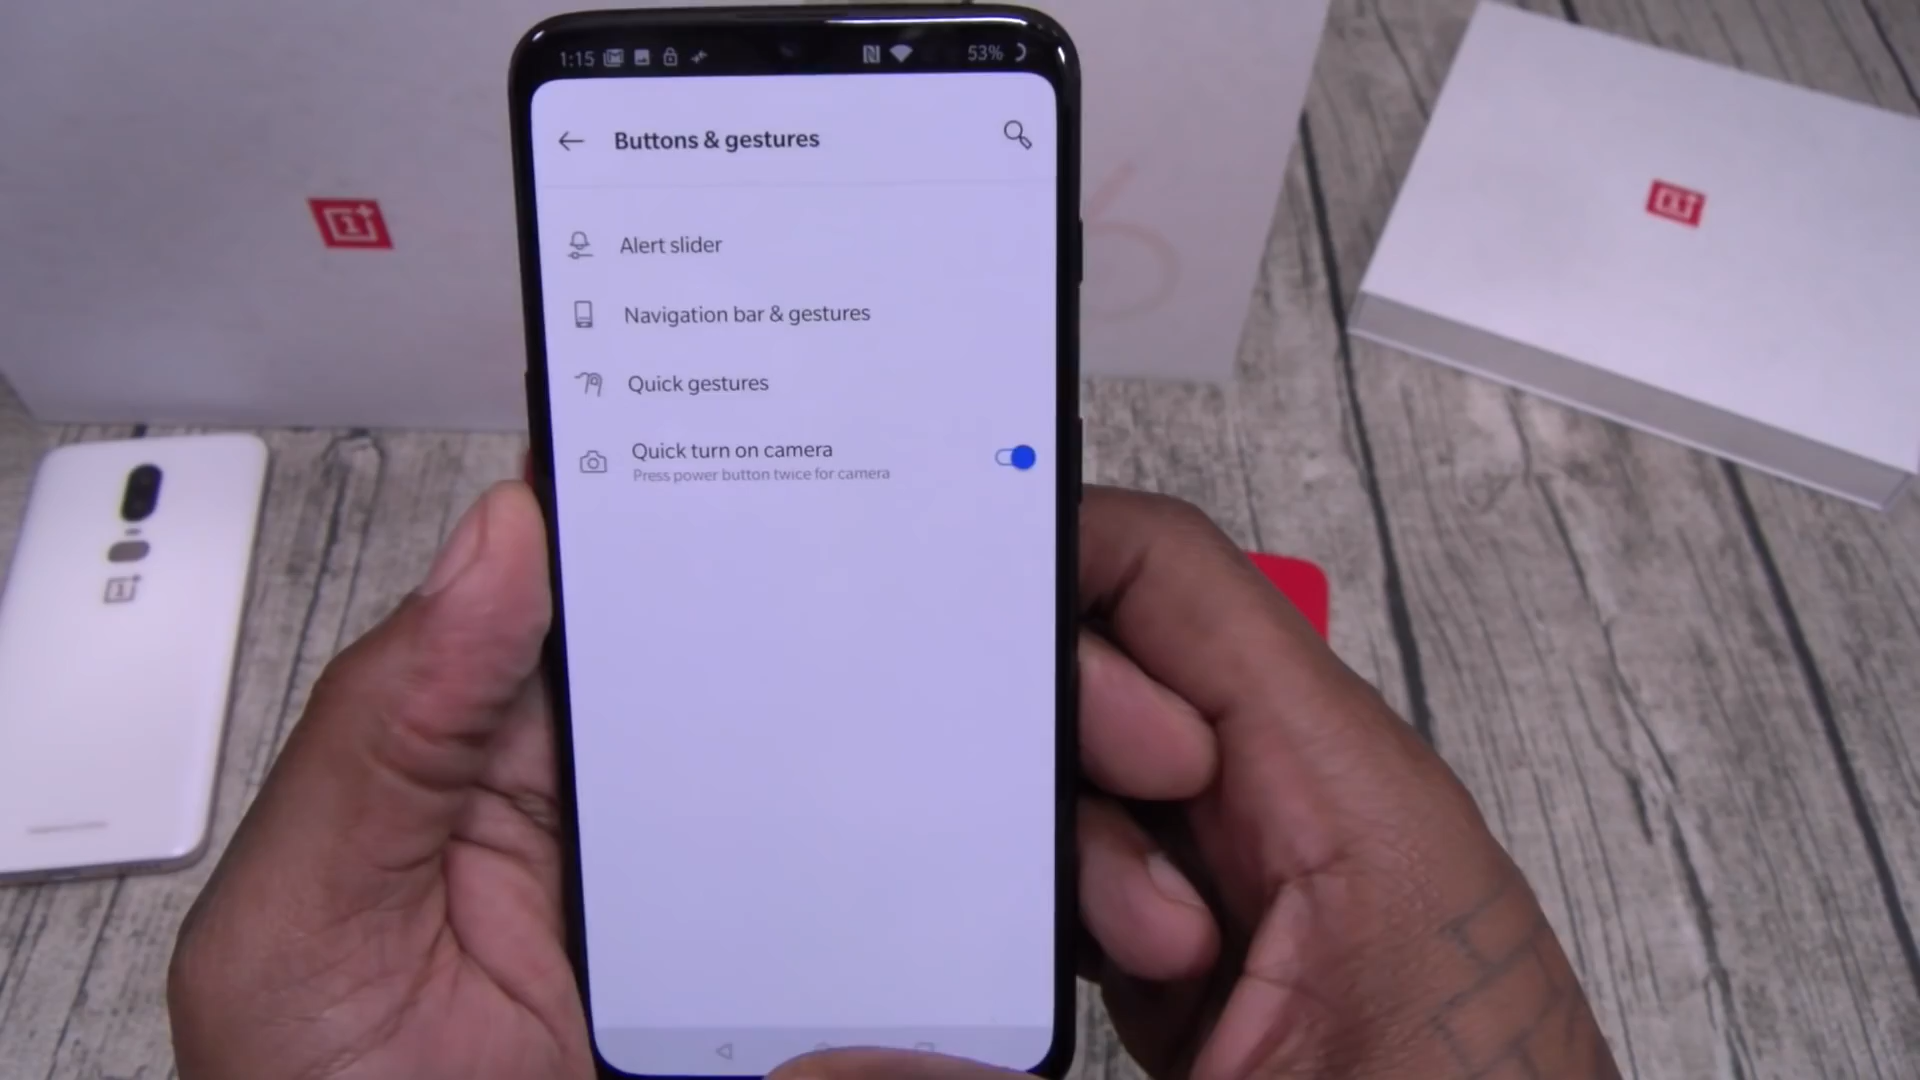 1:15
53%
Buttons & gestures
Alert slider
Navigation bar & gestures
Quick gestures
Quick turn on camera
Press power button twice for camera
6